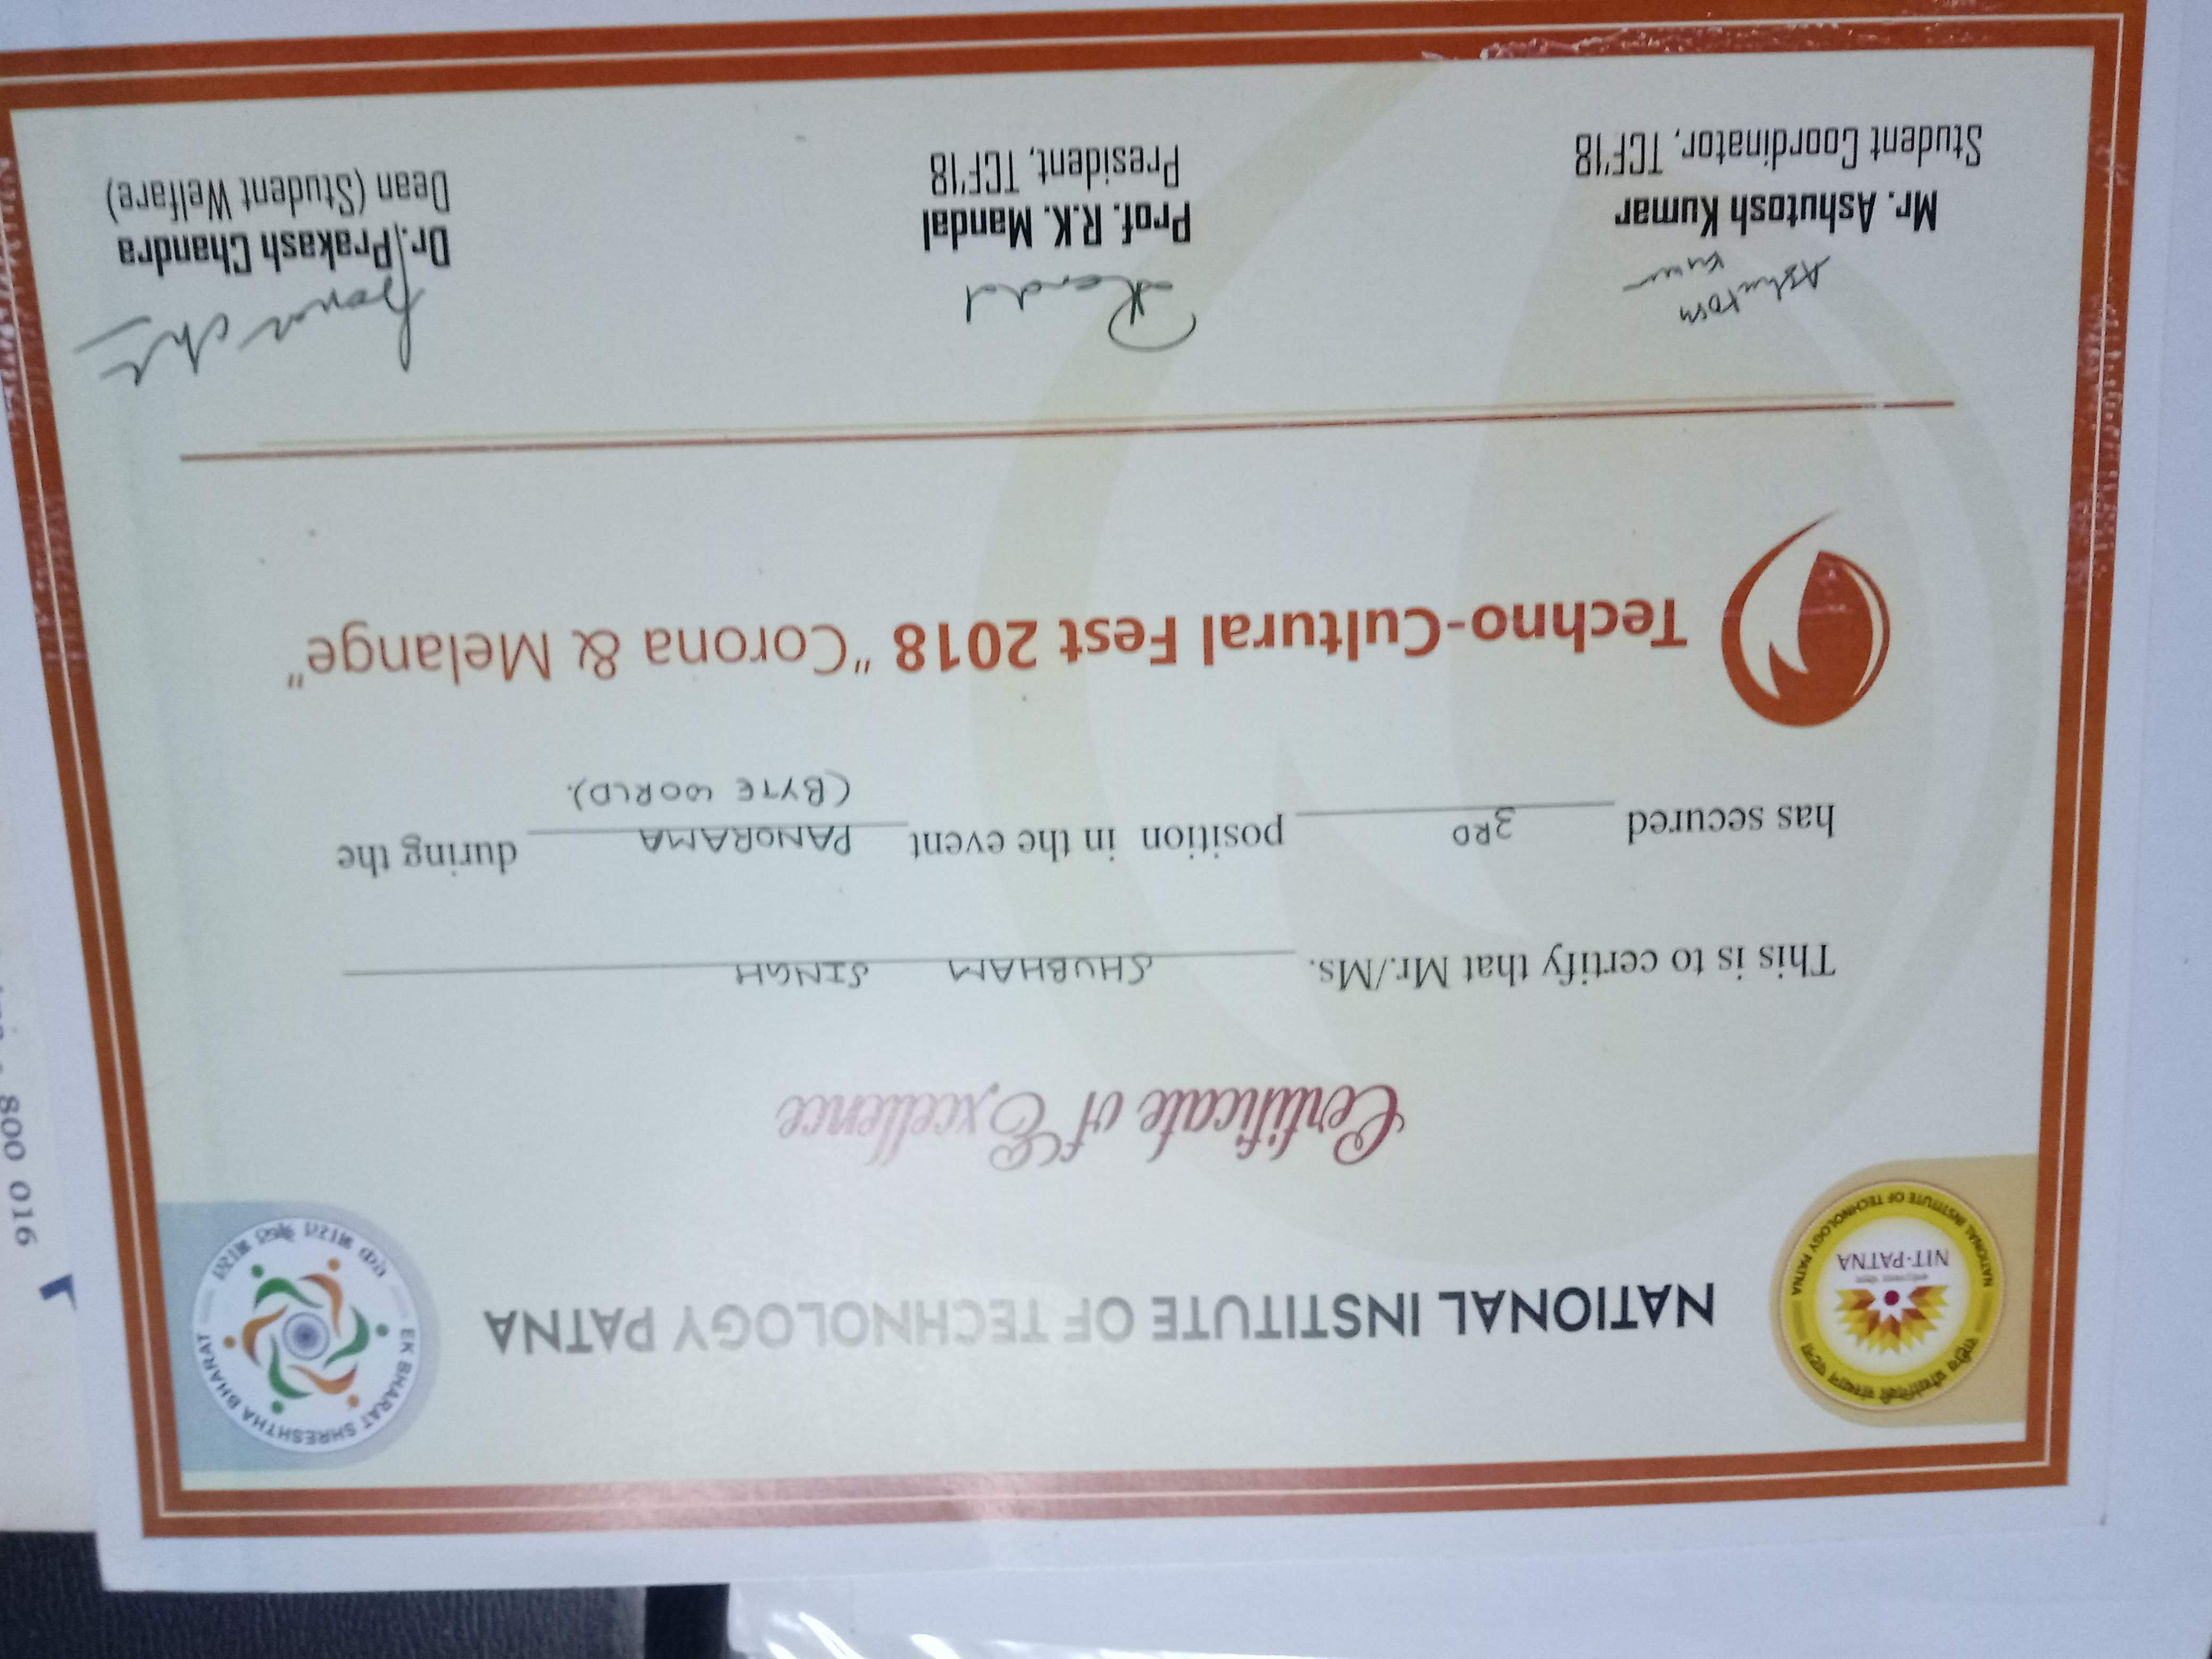 NATIONAL INSTITUTE OF TECHNOLOGY PATNA
NIT-PATNA
NATIONAL INSTITUTE OF TECHNOLOGY PATNA
एक भारत श्रेष्ठ भारत
EK BHARAT SHRESHTHA BHARAT
Certificate of Excellence
This is to certify that Mr./Ms. SHUBHAM SINGH
has secured 3RD position in the event PANORAMA during the
(BYTE WORLD).
Techno-Cultural Fest 2018 "Corona & Melange"
Ashutosh
Kumar
Mr. Ashutosh Kumar
Student Coordinator, TCF'18
Prof. R.K. Mandal
President, TCF'18
Dr. Prakash Chandra
Dean (Student Welfare)
800 016